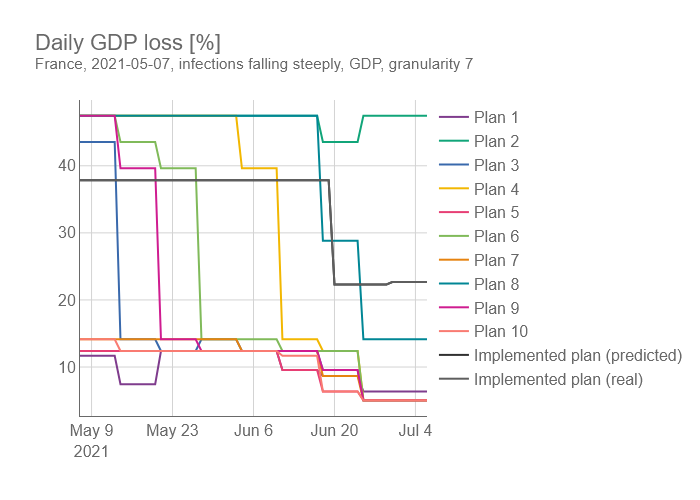 Daily GDP loss [%]
France, 2021-05-07, infections falling steeply, GDP, granularity 7
40
30
20
10
May 9
2021
May 23
Jun 6
Jun 20
Jul 4
Plan 1
Plan 2
Plan 3
Plan 4
Plan 5
Plan 6
Plan 7
Plan 8
Plan 9
Plan 10
Implemented plan (predicted)
Implemented plan (real)